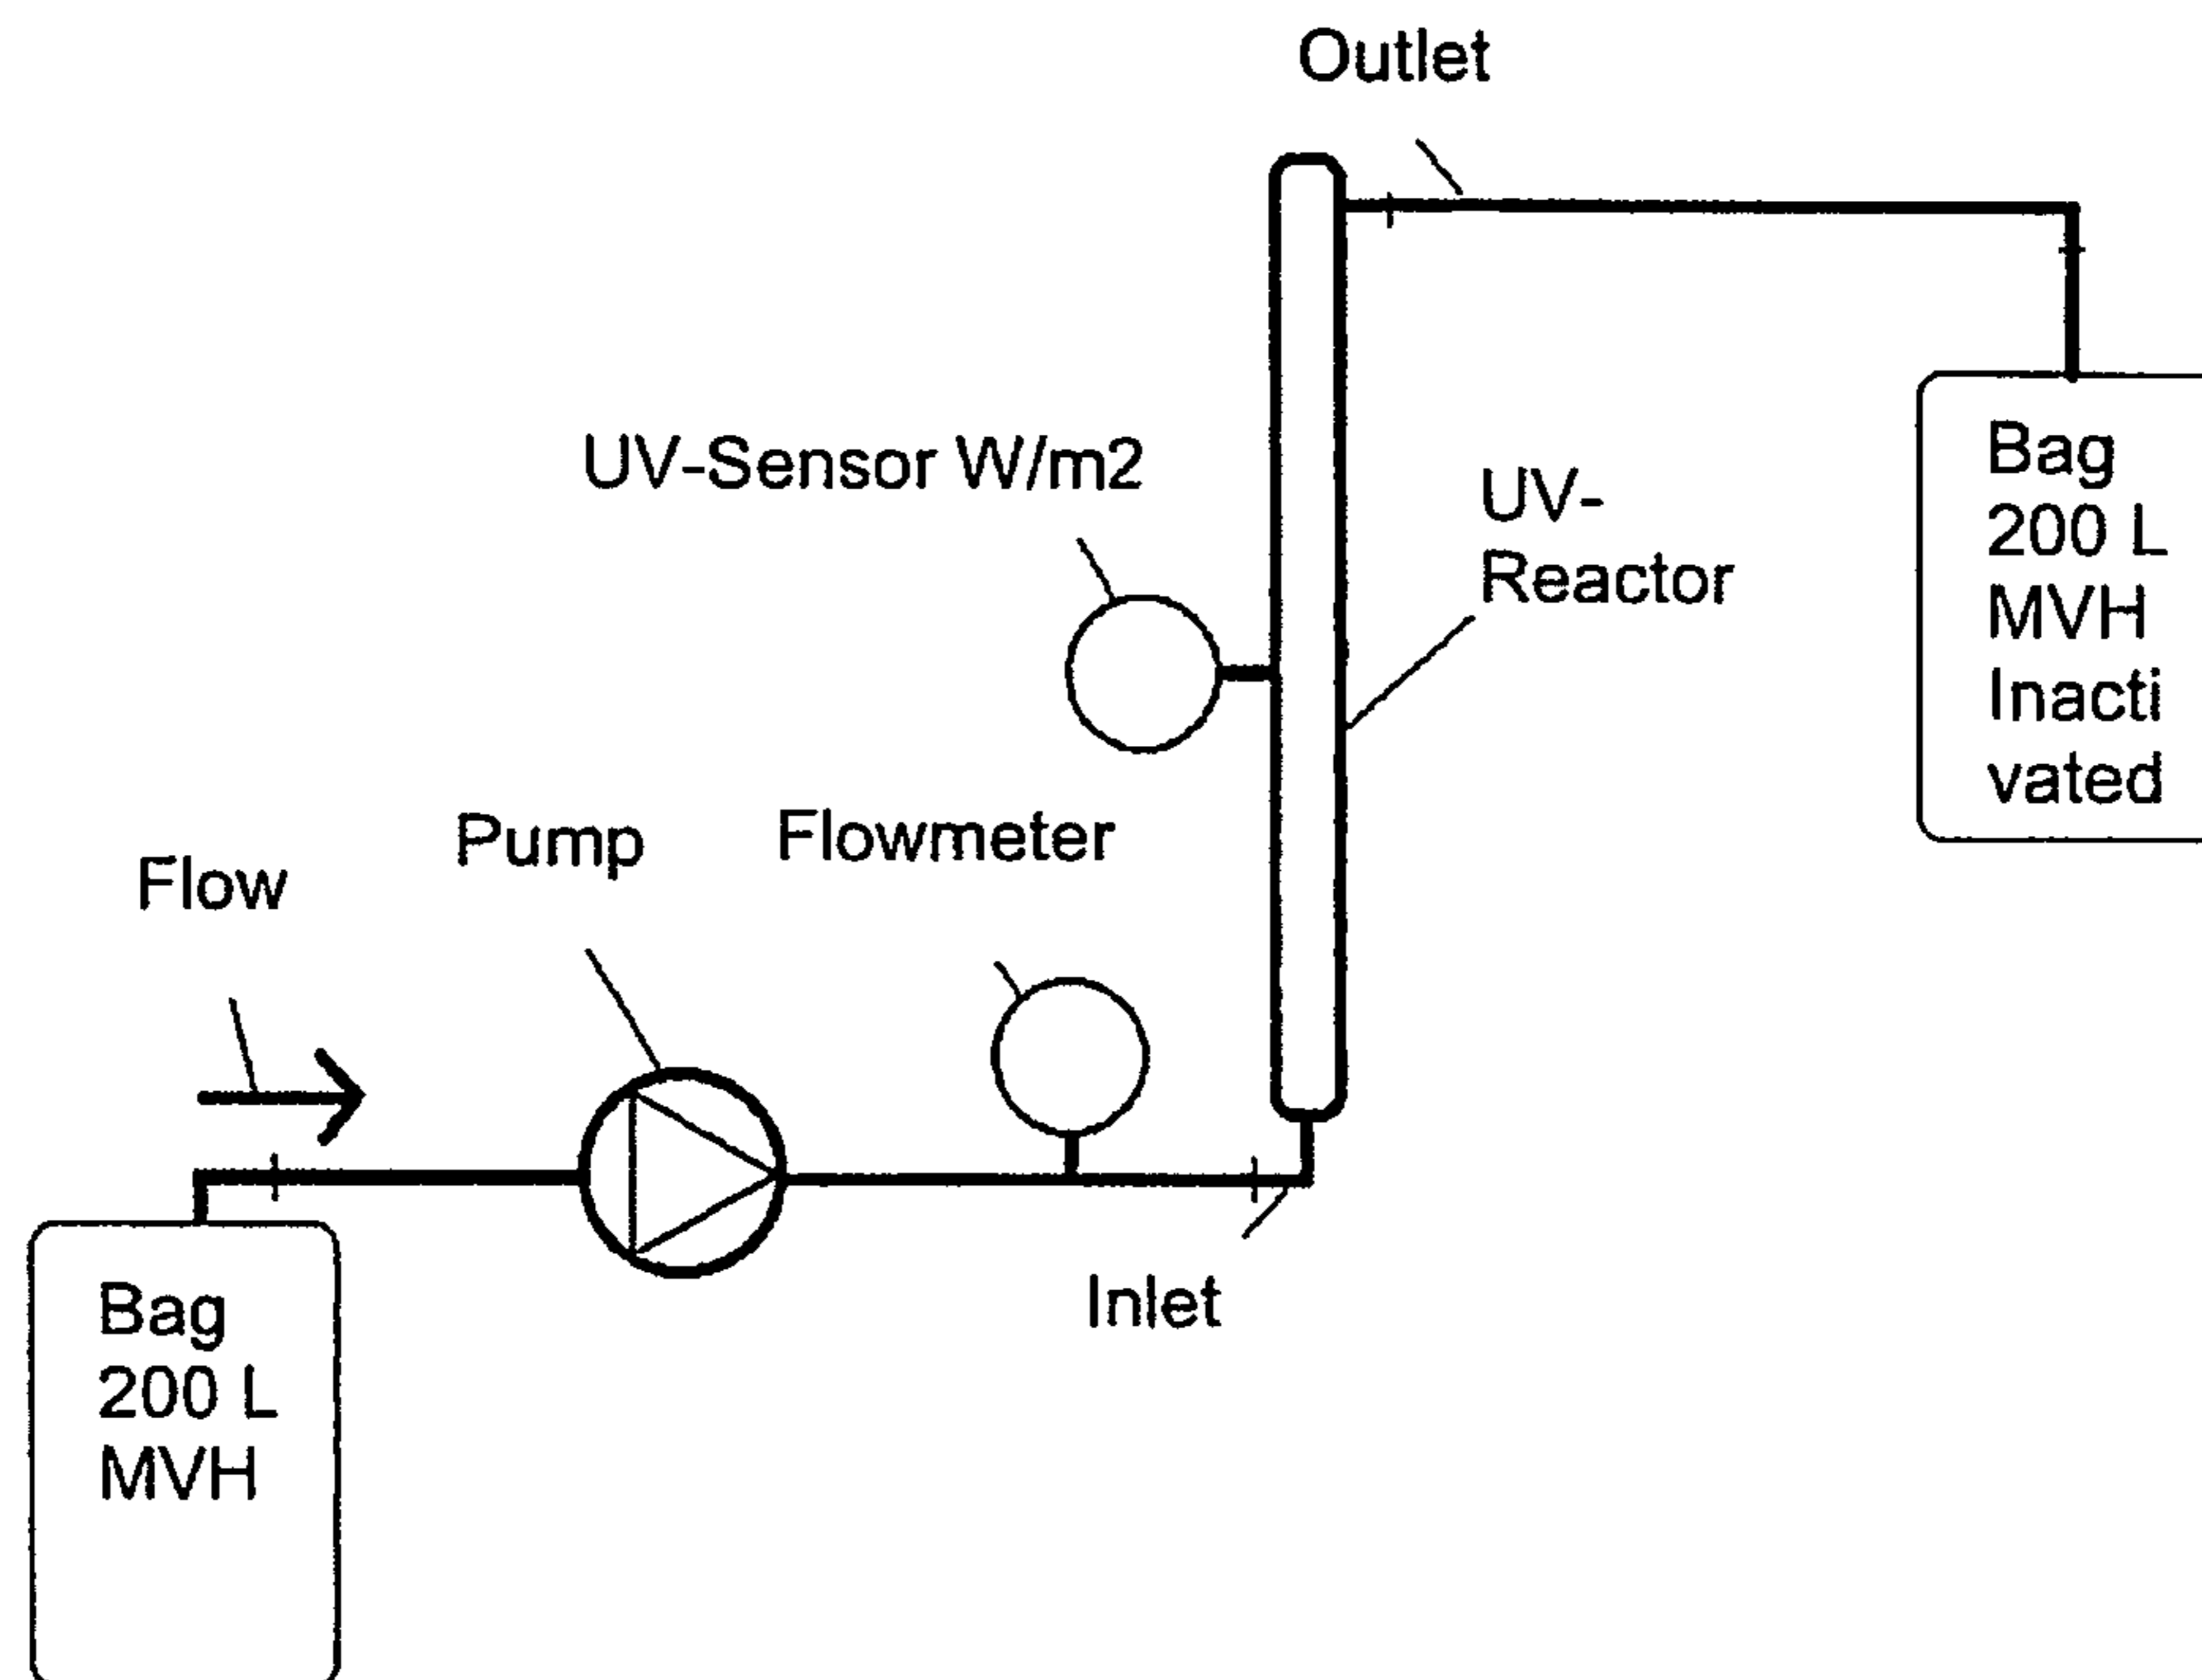 Outlet
UV-Sensor W/m2
UV-
Reactor
Bag
200 L
MVH
Inacti
vated
Flow
Pump
Flowmeter
Inlet
Bag
200 L
MVH